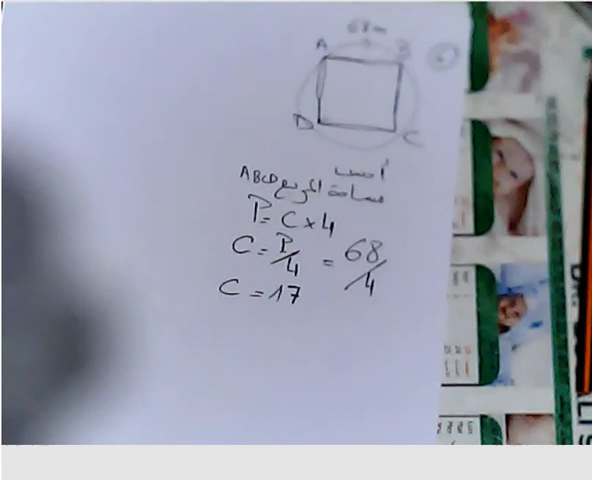 68m
A B
D C
أحسب
مساحة المربع ABCD
P = C × 4
C = P/4 = 68/4
C = 17